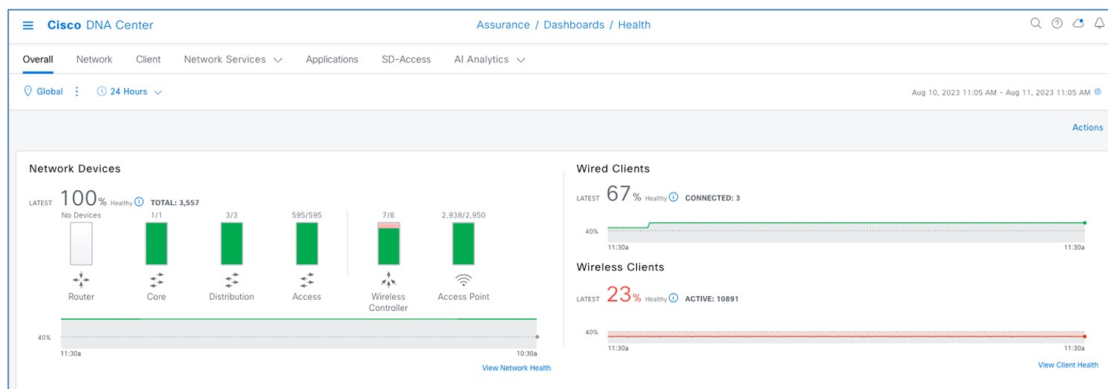 Cisco DNA Center
Assurance / Dashboards / Health
Overall Network Client Network Services Applications SD-Access AI Analytics
Global 24 Hours
Aug 10, 2023 11:05 AM - Aug 11, 2023 11:05 AM
Actions
Network Devices
LATEST 100% Healthy TOTAL: 3,557
No Devices 1/1 3/3 595/595 7/8 2,938/2,950
Router Core Distribution Access Wireless Controller Access Point
40%
11:30a 10:30a
View Network Health
Wired Clients
LATEST 67% Healthy CONNECTED: 3
40%
11:30a 11:30a
Wireless Clients
LATEST 23% Healthy ACTIVE: 10891
40%
11:30a 11:30a
View Client Health